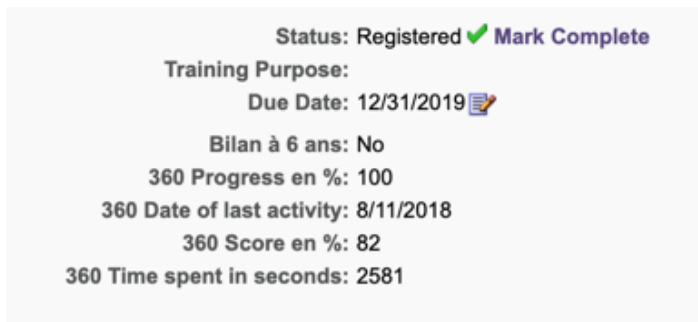 Status: Registered Mark Complete
Training Purpose:
Due Date: 12/31/2019
Bilan à 6 ans: No
360 Progress en %: 100
360 Date of last activity: 8/11/2018
360 Score en %: 82
360 Time spent in seconds: 2581